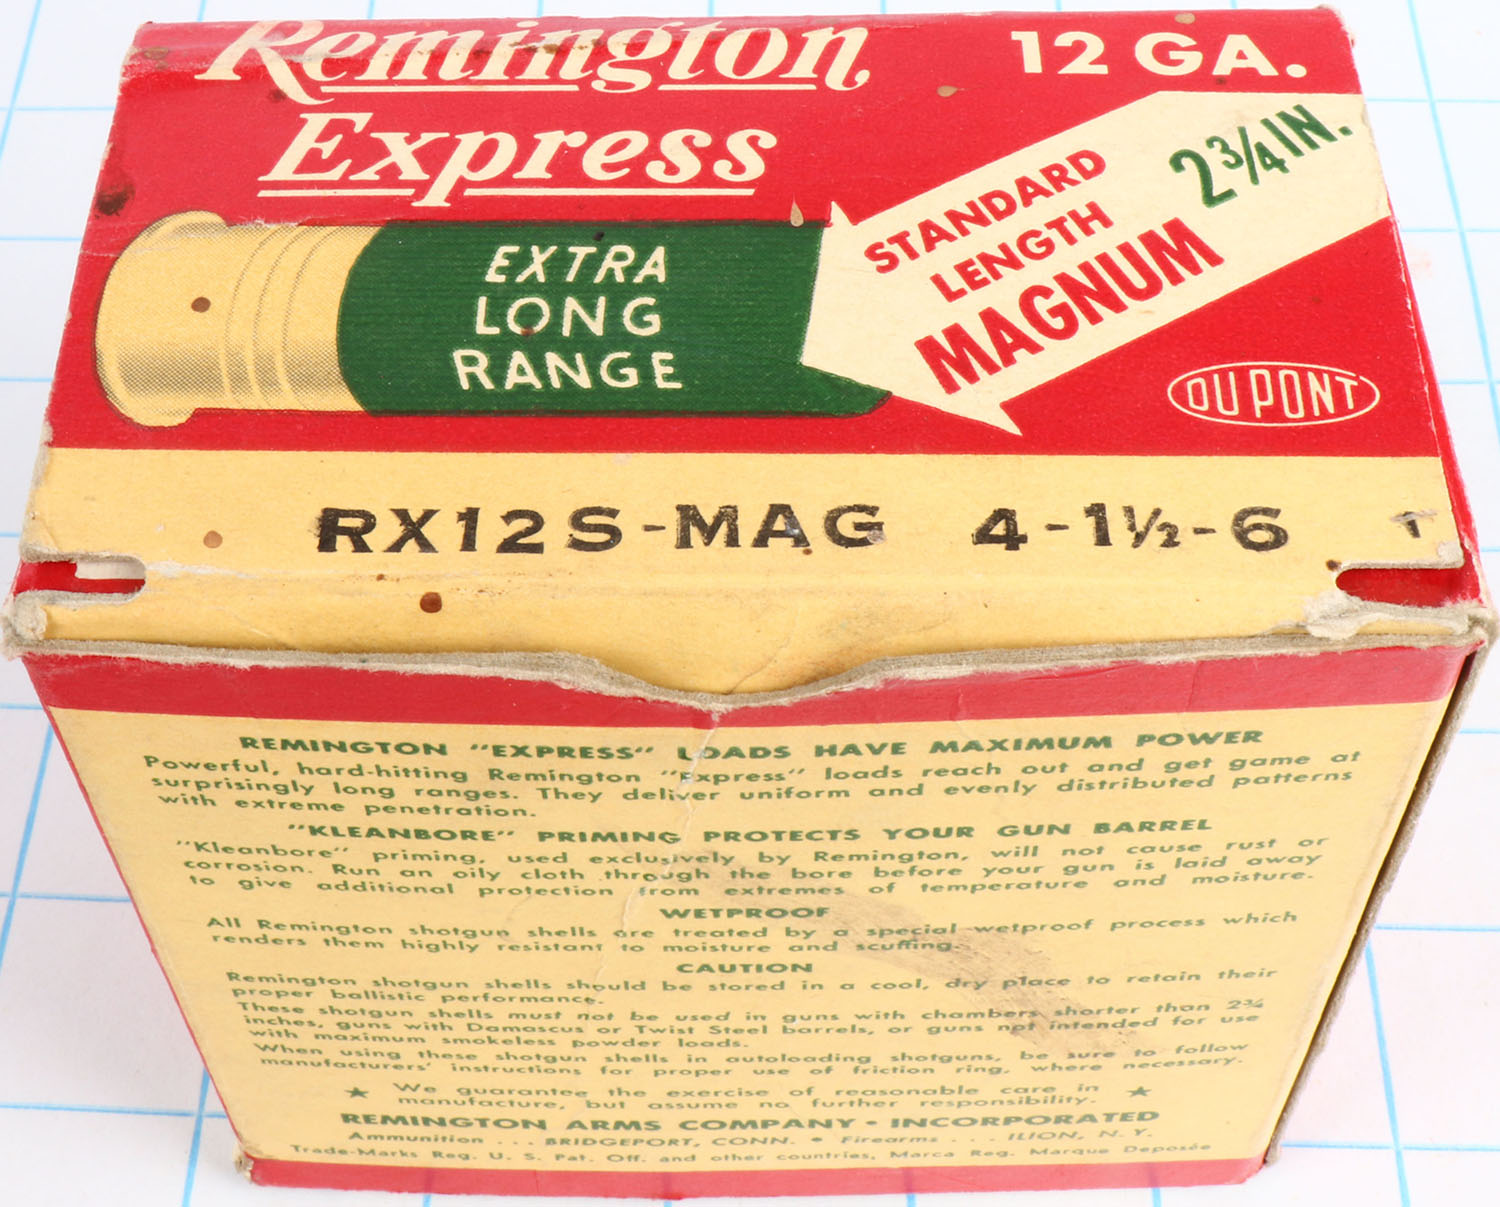 Remington 12 GA.
Express
EXTRA
LONG
RANGE
STANDARD
LENGTH
MAGNUM
2¾ IN.
DU PONT
RX12S-MAG 4-1½-6 T
REMINGTON "EXPRESS" LOADS HAVE MAXIMUM POWER
Powerful, hard-hitting Remington "Express" loads reach out and get game at
surprisingly long ranges. They deliver uniform and evenly distributed patterns
with extreme penetration.
"KLEANBORE" PRIMING PROTECTS YOUR GUN BARREL
"Kleanbore" priming, used exclusively by Remington, will not cause rust or
corrosion. Run an oily cloth through the bore before your gun is laid away
to give additional protection from extremes of temperature and moisture.
WETPROOF
All Remington shotgun shells are treated by a special wetproof process which
renders them highly resistant to moisture and scuffing.
CAUTION
Remington shotgun shells should be stored in a cool, dry place to retain their
proper ballistic performance.
These shotgun shells must not be used in guns with chambers shorter than 2¾
inches, guns with Damascus or Twist Steel barrels, or guns not intended for use
with maximum smokeless powder loads.
When using these shotgun shells in autoloading shotguns, be sure to follow
manufacturers' instructions for proper use of friction ring, where necessary.
★ We guarantee the exercise of reasonable care in ★
manufacture, but assume no further responsibility.
REMINGTON ARMS COMPANY • INCORPORATED
Ammunition . . . BRIDGEPORT, CONN. • Firearms . . . ILION, N. Y.
Trade-Marks Reg. U. S. Pat. Off. and other countries, Marca Reg. Marque Deposée